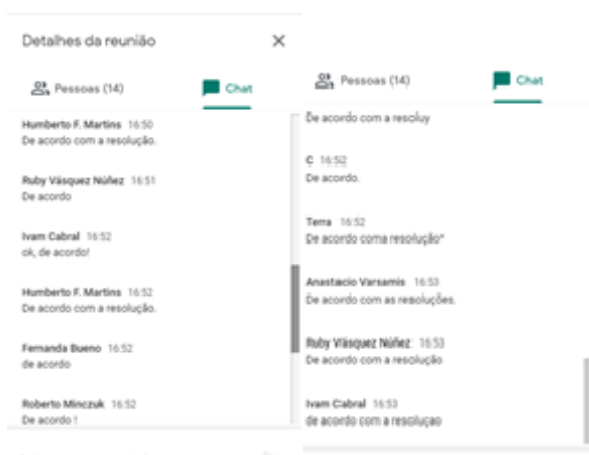 Detalhes da reunião
Pessoas (14) Chat
Humberto F. Martins 16:50
De acordo com a resolução.
Ruby Vásquez Núñez 16:51
De acordo
Ivam Cabral 16:52
ok, de acordo!
Humberto F. Martins 16:52
De acordo com a resolução.
Fernanda Bueno 16:52
de acordo
Roberto Minczuk 16:52
De acordo !
Pessoas (14) Chat
De acordo com a resoluy
C 16:52
De acordo.
Terra 16:52
De acordo coma resolução"
Anastacio Varsamis 16:53
De acordo com as resoluções.
Ruby Vásquez Núñez 16:53
De acordo com a resolução
Ivam Cabral 16:53
de acordo com a resoluçao